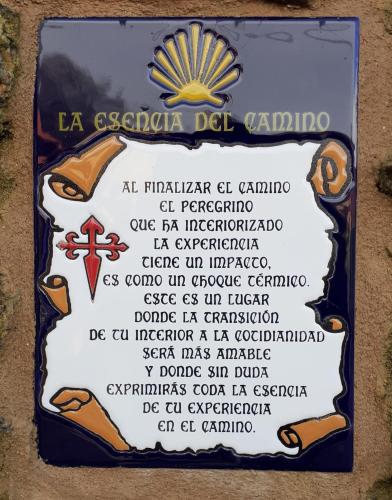 LA ESENCIA DEL CAMINO
AL FINALIZAR EL CAMINO
EL PEREGRINO
QUE HA INTERIORIZADO
LA EXPERIENCIA
TIENE UN IMPACTO,
ES COMO UN CHOQUE TÉRMICO.
ESTE ES UN LUGAR
DONDE LA TRANSICIÓN
DE TU INTERIOR A LA COTIDIANIDAD
SERÁ MÁS AMABLE
Y DONDE SIN DUDA
EXPRIMIRÁS TODA LA ESENCIA
DE TU EXPERIENCIA
EN EL CAMINO.